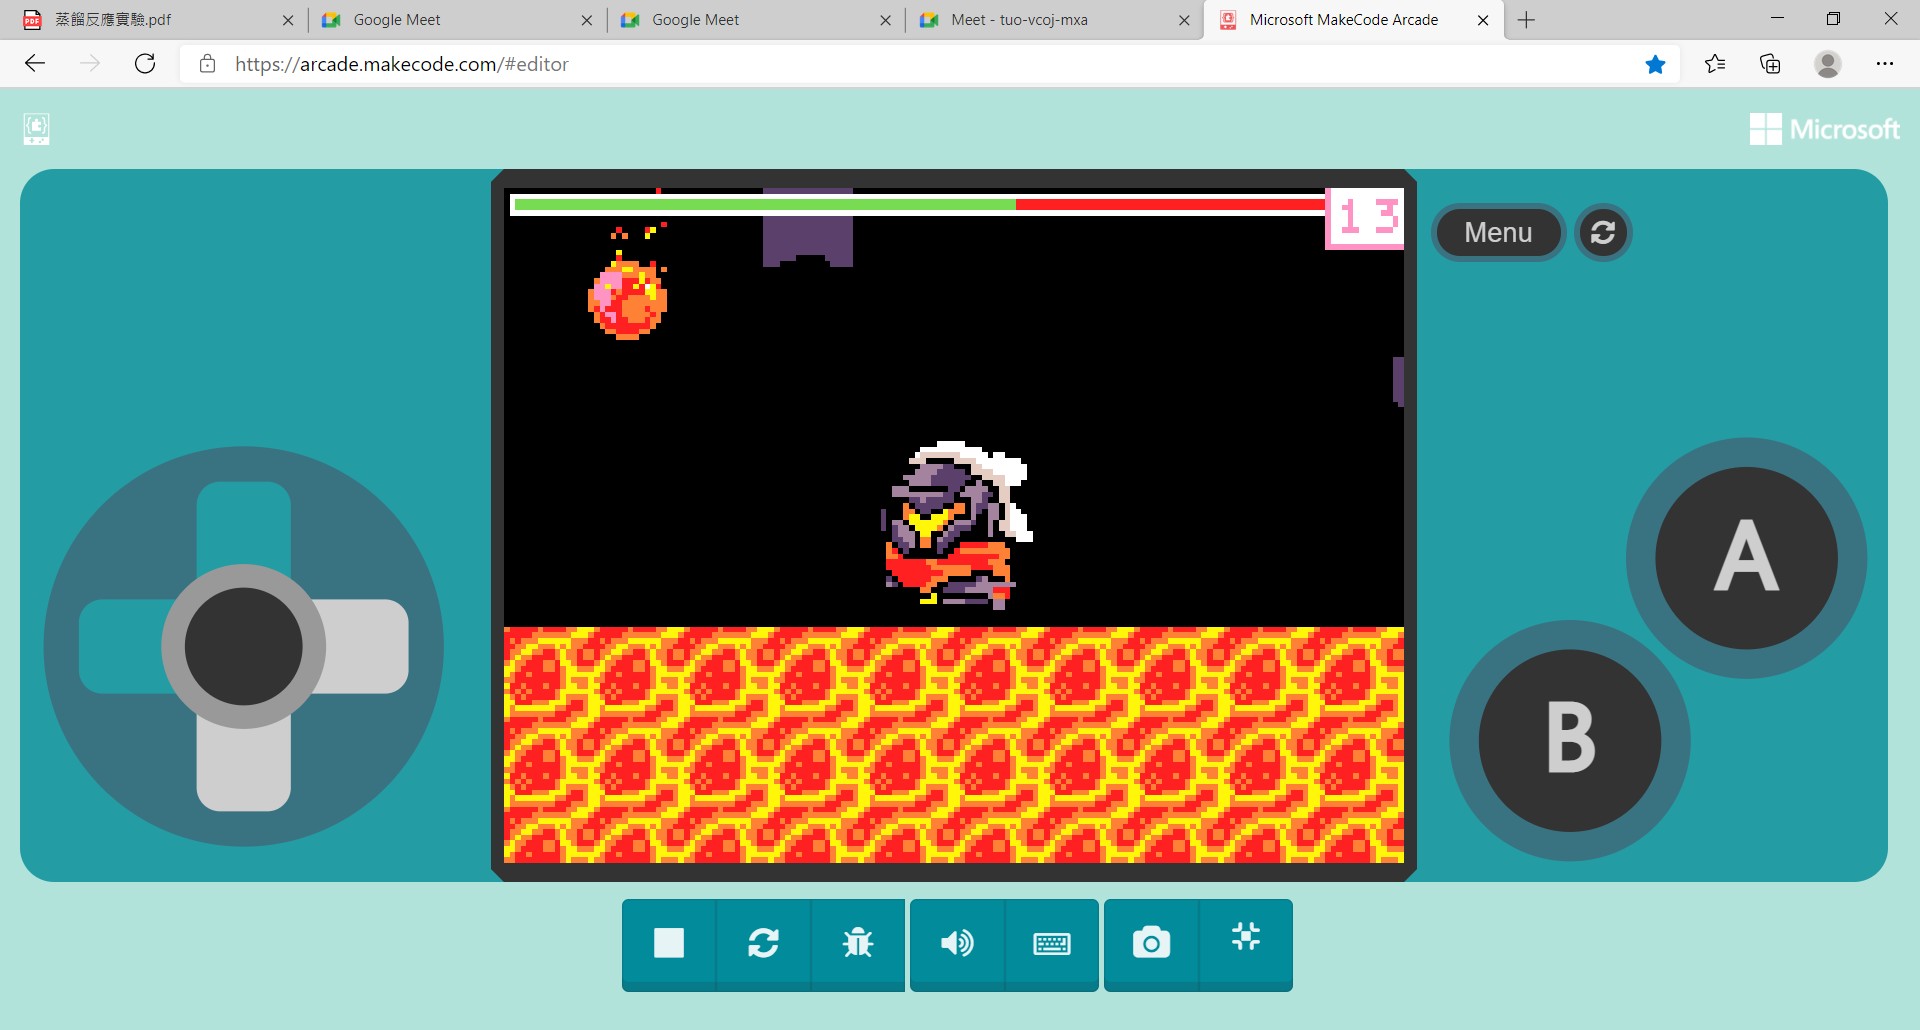 蒸餾反應實驗.pdf
Google Meet
Google Meet
Meet - tuo-vcoj-mxa
Microsoft MakeCode Arcade
https://arcade.makecode.com/#editor
Microsoft
13
Menu
A
B